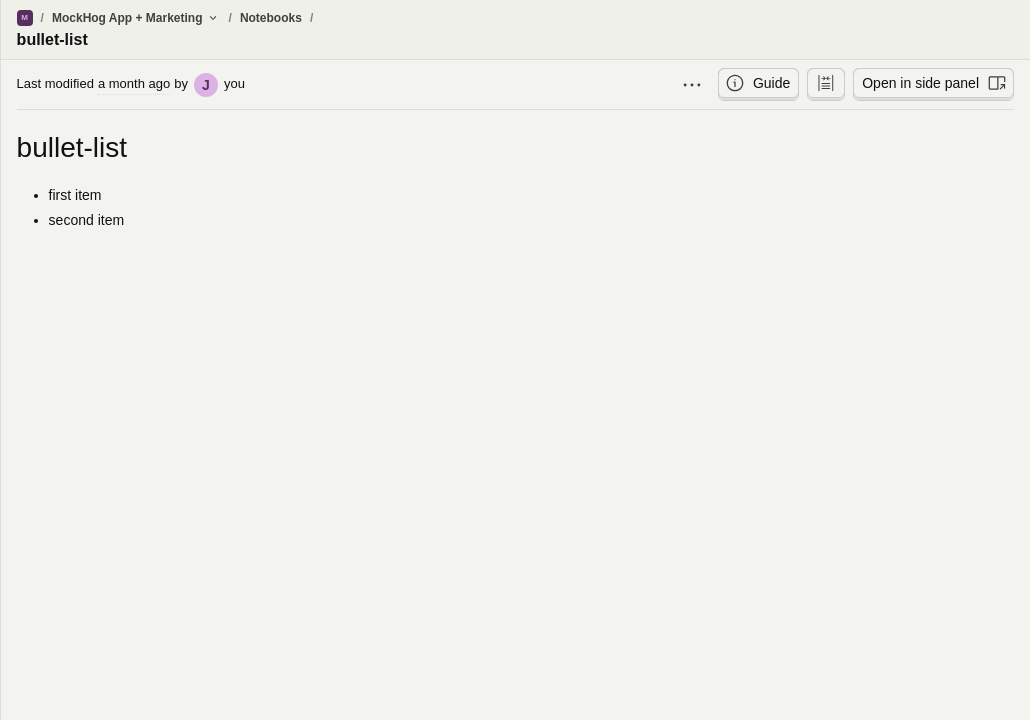 M / MockHog App + Marketing / Notebooks /
bullet-list
Last modified a month ago by J you
Guide
Open in side panel
bullet-list
• first item
• second item